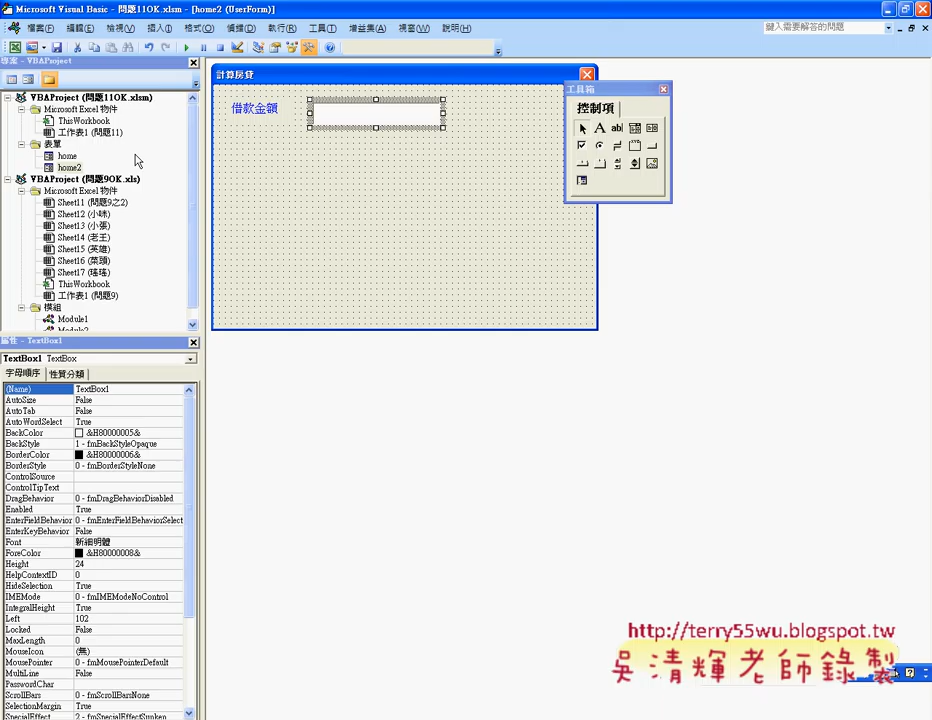 Microsoft Visual Basic - 問題11OK.xlsm - [home2 (UserForm)]
檔案(F) 編輯(E) 檢視(V) 插入(I) 格式(O) 偵錯(D) 執行(R) 工具(T) 增益集(A) 視窗(W) 說明(H)
鍵入需要解答的問題
專案 - VBAProject
VBAProject (問題11OK.xlsm)
Microsoft Excel 物件
ThisWorkbook
工作表1 (問題11)
表單
home
home2
VBAProject (問題9OK.xls)
Microsoft Excel 物件
Sheet11 (問題9之2)
Sheet12 (小咪)
Sheet13 (小張)
Sheet14 (老王)
Sheet15 (英雄)
Sheet16 (菜頭)
Sheet17 (瑤瑤)
ThisWorkbook
工作表1 (問題9)
模組
Module1
Module2
計算房貸
借款金額
工具箱
控制項
A ab|
屬性 - TextBox1
TextBox1 TextBox
字母順序 性質分類
(Name) TextBox1
AutoSize False
AutoTab False
AutoWordSelect True
BackColor &H80000005&
BackStyle 1 - fmBackStyleOpaque
BorderColor &H80000006&
BorderStyle 0 - fmBorderStyleNone
ControlSource
ControlTipText
DragBehavior 0 - fmDragBehaviorDisabled
Enabled True
EnterFieldBehavior 0 - fmEnterFieldBehaviorSelect
EnterKeyBehavior False
Font 新細明體
ForeColor &H80000008&
Height 24
HelpContextID 0
HideSelection True
IMEMode 0 - fmIMEModeNoControl
IntegralHeight True
Left 102
Locked False
MaxLength 0
MouseIcon (無)
MousePointer 0 - fmMousePointerDefault
MultiLine False
PasswordChar
ScrollBars 0 - fmScrollBarsNone
SpecialEffect 2 - fmSpecialEffectSunken
http://terry55wu.blogspot.tw
吳清輝老師錄製